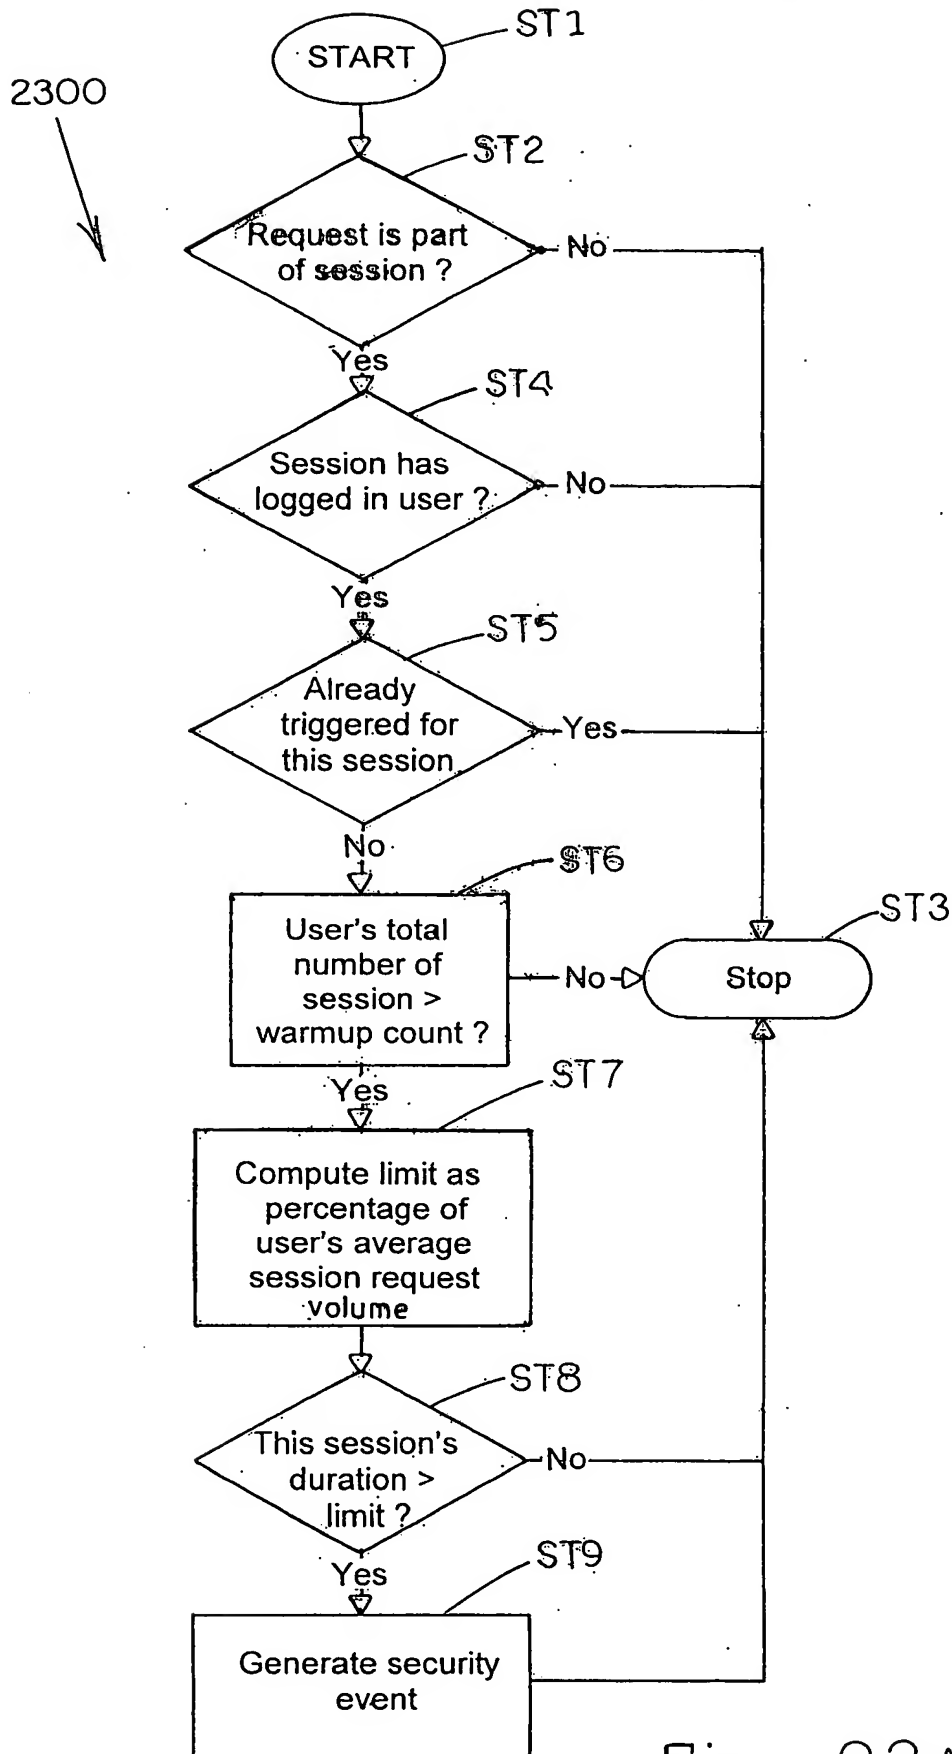 START
ST1
2300
ST2
Request is part
of session ?
No
Yes
ST4
Session has
logged in user ?
No
Yes
ST5
Already
triggered for
this session
Yes
No
ST6
User's total
number of
session >
warmup count ?
No
ST3
Stop
Yes
ST7
Compute limit as
percentage of
user's average
session request
volume
ST8
This session's
duration >
limit ?
No
Yes
ST9
Generate security
event